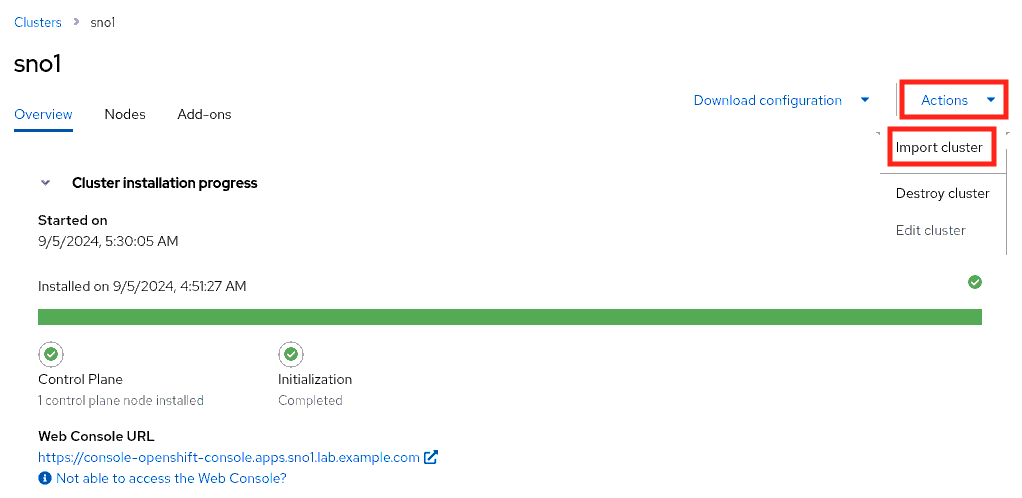 Clusters > sno1
sno1
Download configuration
Actions
Overview
Nodes
Add-ons
Import cluster
Destroy cluster
Edit cluster
Cluster installation progress
Started on
9/5/2024, 5:30:05 AM
Installed on 9/5/2024, 4:51:27 AM
Control Plane
1 control plane node installed
Initialization
Completed
Web Console URL
https://console-openshift-console.apps.sno1.lab.example.com
Not able to access the Web Console?